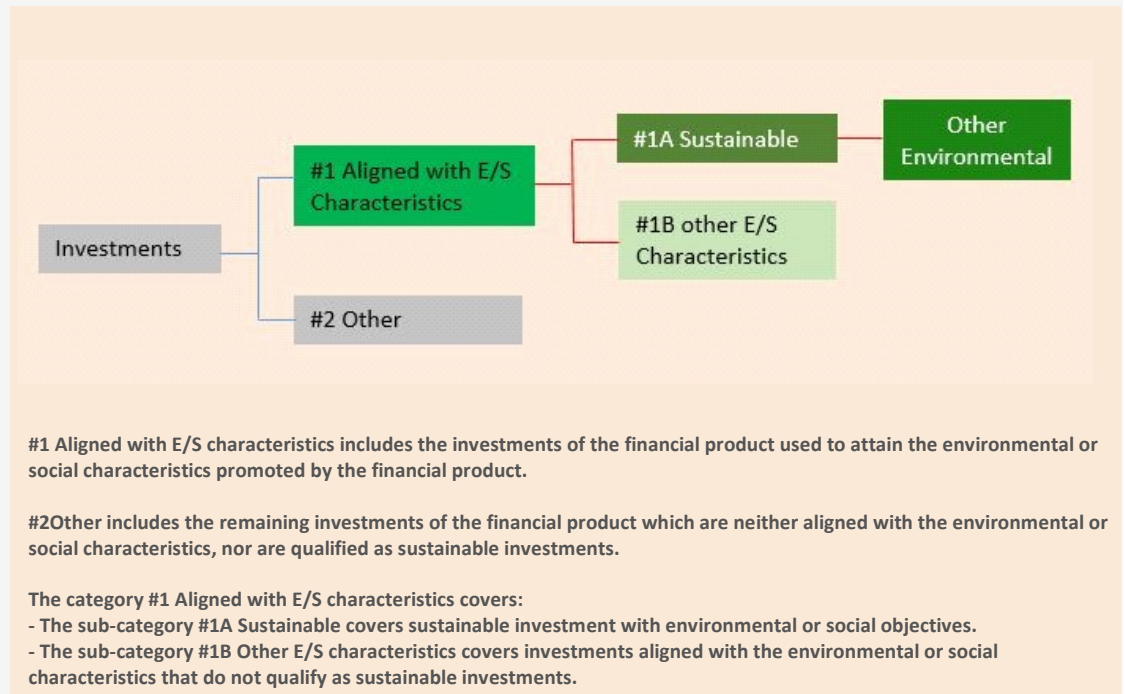 Other
Environmental
#1A Sustainable
#1 Aligned with E/S
Characteristics
#1B other E/S
Characteristics
Investments
#2 Other
#1 Aligned with E/S characteristics includes the investments of the financial product used to attain the environmental or
social characteristics promoted by the financial product.
#2Other includes the remaining investments of the financial product which are neither aligned with the environmental or
social characteristics, nor are qualified as sustainable investments.
The category #1 Aligned with E/S characteristics covers:
- The sub-category #1A Sustainable covers sustainable investment with environmental or social objectives.
- The sub-category #1B Other E/S characteristics covers investments aligned with the environmental or social
characteristics that do not qualify as sustainable investments.